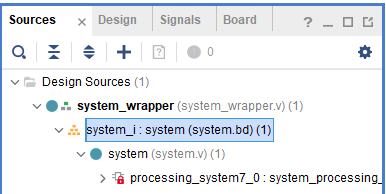 Sources Design Signals Board
0
Design Sources (1)
system_wrapper (system_wrapper.v) (1)
system_i : system (system.bd) (1)
system (system.v) (1)
processing_system7_0 : system_processing_